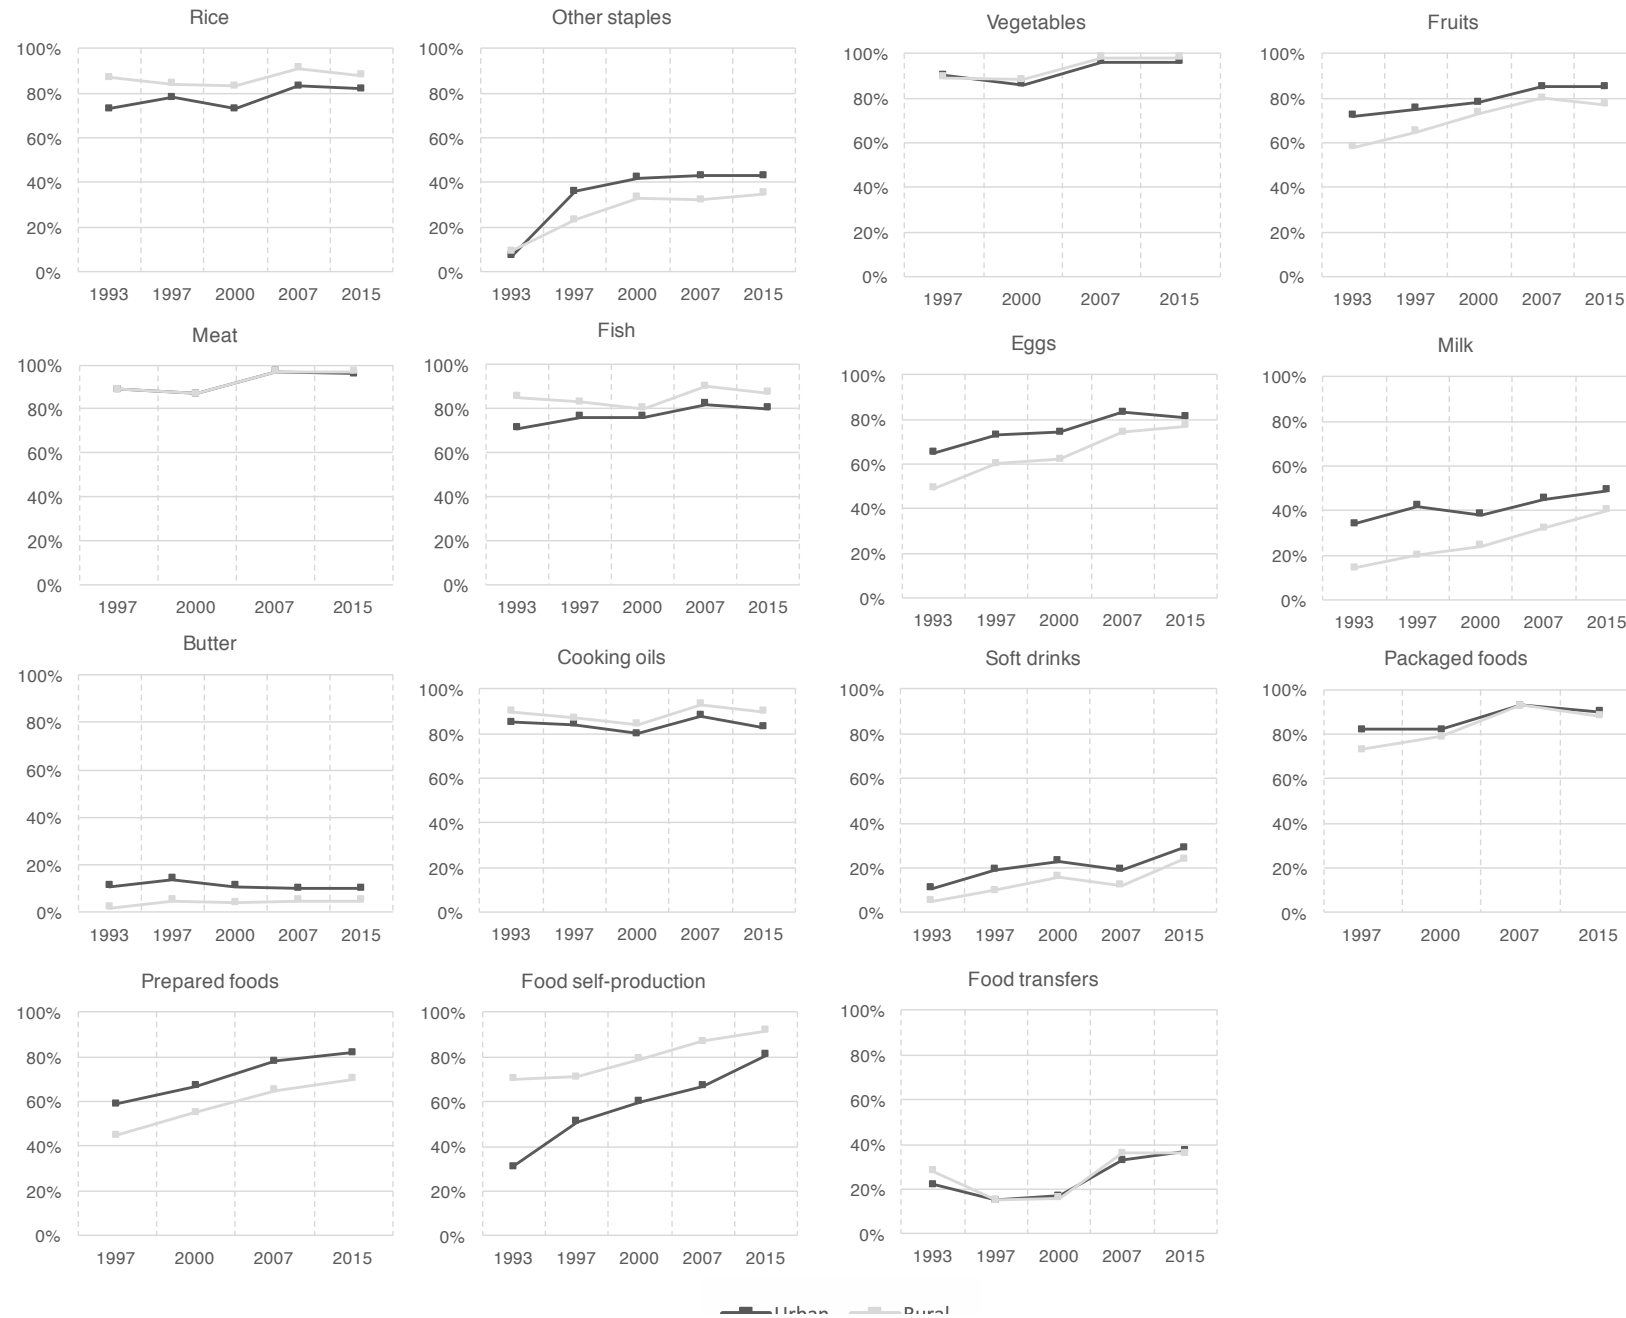 Rice
100%
80%
60%
40%
20%
0%
1993 1997 2000 2007 2015
Other staples
100%
80%
60%
40%
20%
0%
1993 1997 2000 2007 2015
Vegetables
100%
80%
60%
40%
20%
0%
1997 2000 2007 2015
Fruits
100%
80%
60%
40%
20%
0%
1993 1997 2000 2007 2015
Meat
100%
80%
60%
40%
20%
0%
1997 2000 2007 2015
Fish
100%
80%
60%
40%
20%
0%
1993 1997 2000 2007 2015
Eggs
100%
80%
60%
40%
20%
0%
1993 1997 2000 2007 2015
Milk
100%
80%
60%
40%
20%
0%
1993 1997 2000 2007 2015
Butter
100%
80%
60%
40%
20%
0%
1993 1997 2000 2007 2015
Cooking oils
100%
80%
60%
40%
20%
0%
1993 1997 2000 2007 2015
Soft drinks
100%
80%
60%
40%
20%
0%
1993 1997 2000 2007 2015
Packaged foods
100%
80%
60%
40%
20%
0%
1997 2000 2007 2015
Prepared foods
100%
80%
60%
40%
20%
0%
1997 2000 2007 2015
Food self-production
100%
80%
60%
40%
20%
0%
1993 1997 2000 2007 2015
Food transfers
100%
80%
60%
40%
20%
0%
1993 1997 2000 2007 2015
Urban Rural